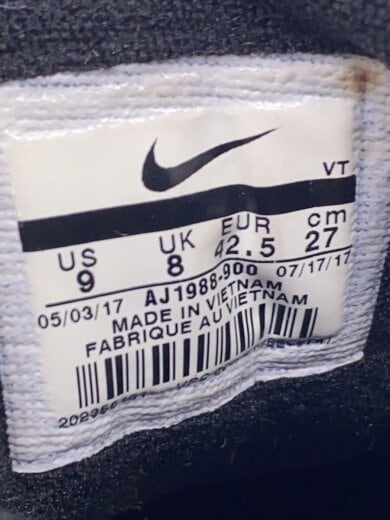 VT
US UK EUR cm
9 8 42.5 27
05/03/17 AJ1988-900 07/17/17
MADE IN VIETNAM
FABRIQUE AU VIETNAM